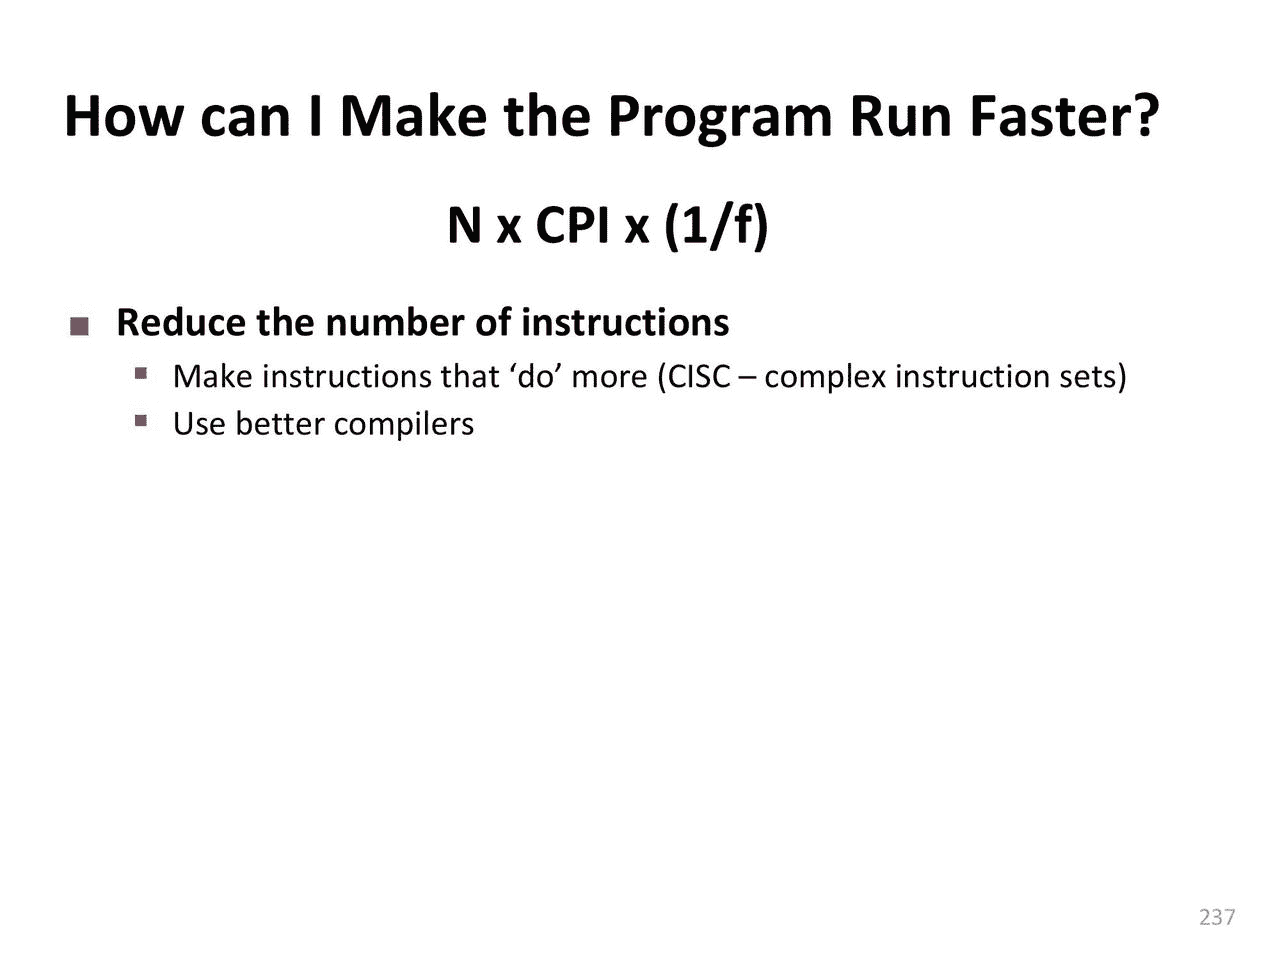 How can I Make the Program Run Faster?
N x CPI x (1/f)
■ Reduce the number of instructions
▪ Make instructions that ‘do’ more (CISC – complex instruction sets)
▪ Use better compilers
237